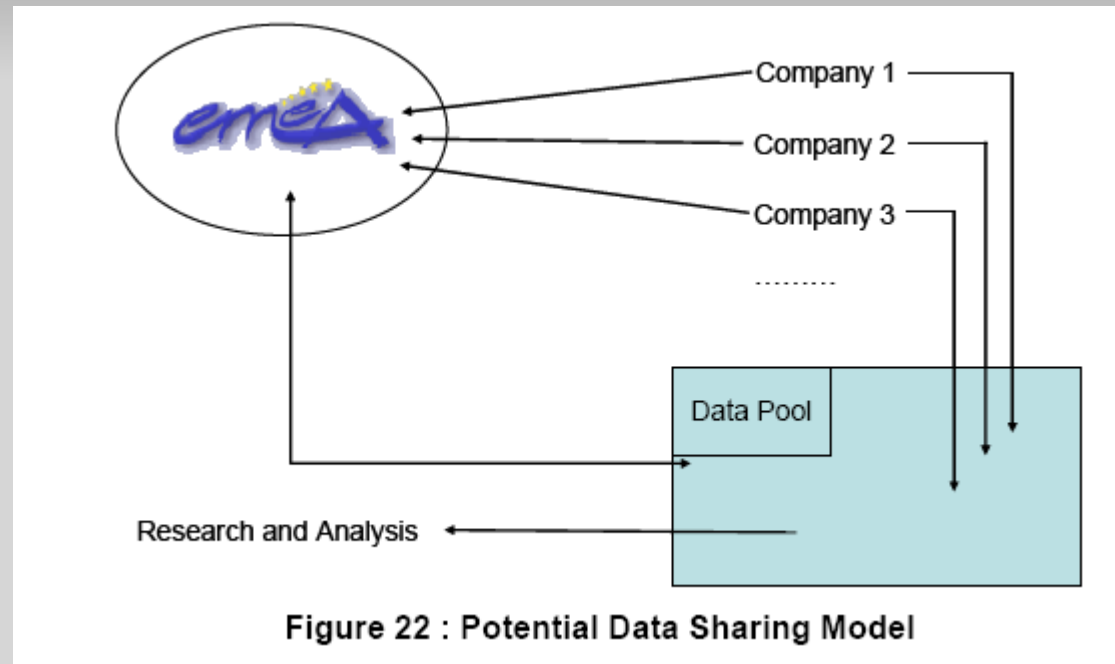 emeA
Company 1
Company 2
Company 3
---------
Data Pool
Research and Analysis
Figure 22 : Potential Data Sharing Model